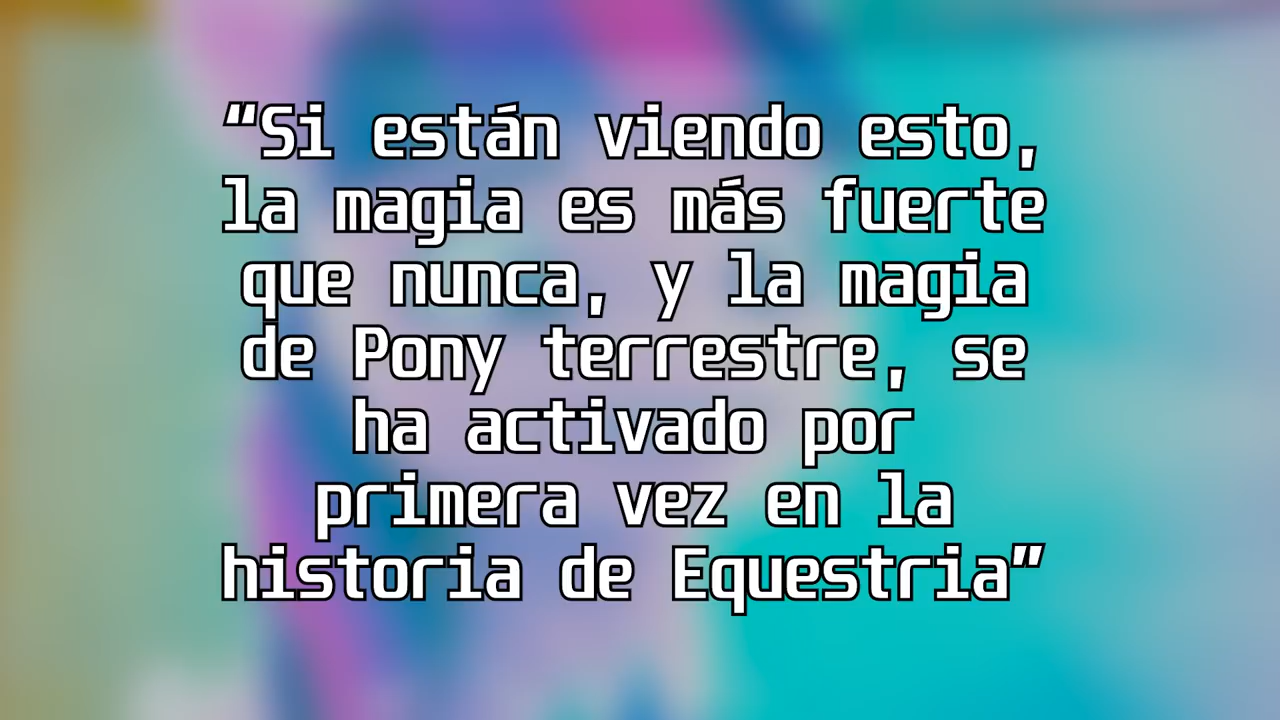 “Si están viendo esto,
la magia es más fuerte
que nunca, y la magia
de Pony terrestre, se
ha activado por
primera vez en la
historia de Equestria”